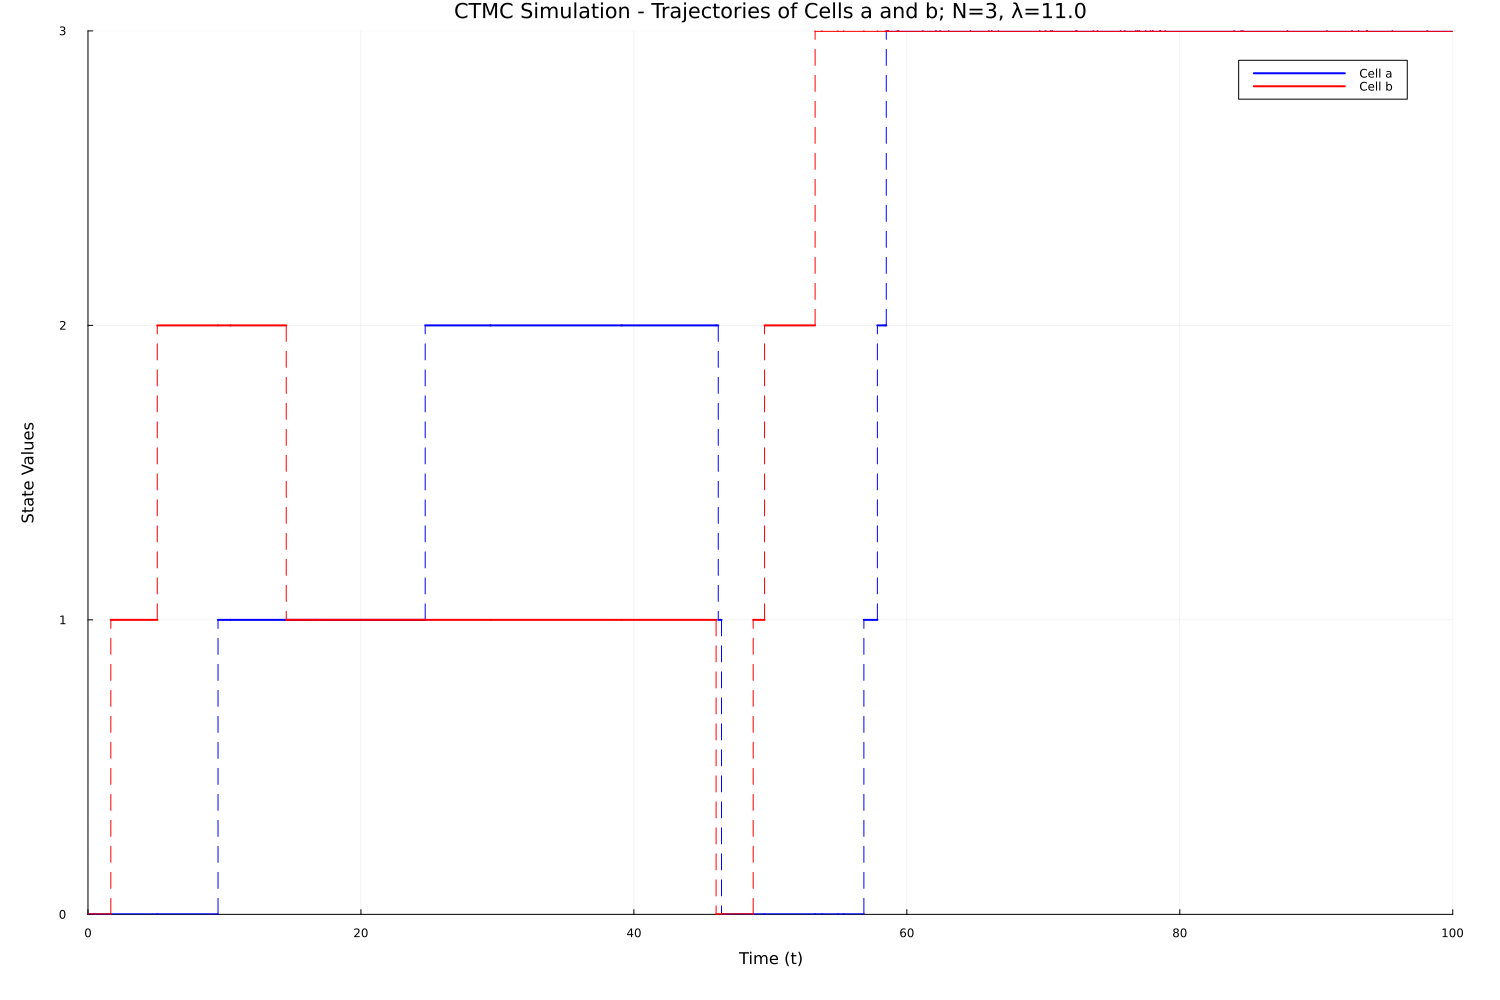 CTMC Simulation - Trajectories of Cells a and b; N=3, λ=11.0
3
Cell a
Cell b
2
State Values
1
0
0 20 40 60 80 100
Time (t)